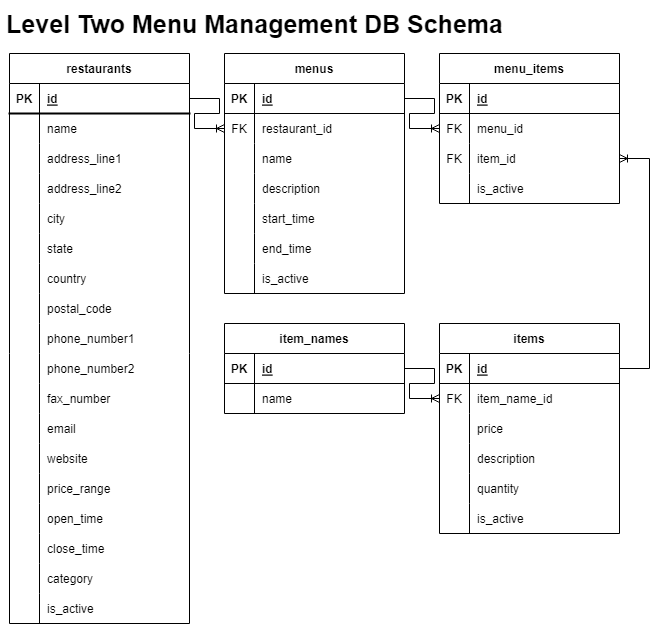 Level Two Menu Management DB Schema
restaurants
PK id
name
address_line1
address_line2
city
state
country
postal_code
phone_number1
phone_number2
fax_number
email
website
price_range
open_time
close_time
category
is_active
menus
PK id
FK restaurant_id
name
description
start_time
end_time
is_active
menu_items
PK id
FK menu_id
FK item_id
is_active
item_names
PK id
name
items
PK id
FK item_name_id
price
description
quantity
is_active